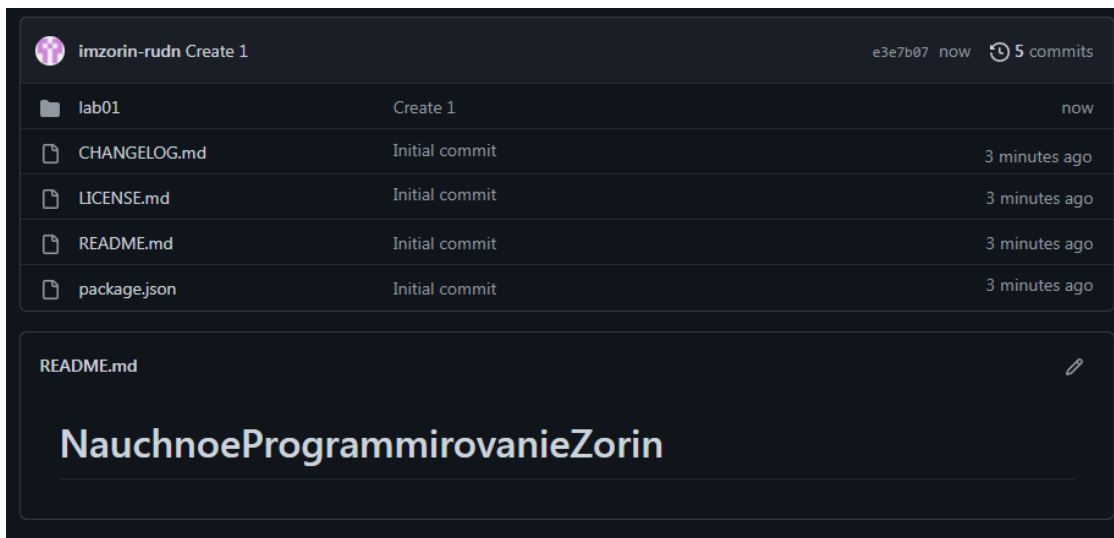 imzorin-rudn Create 1 e3e7b07 now 5 commits
lab01 Create 1 now
CHANGELOG.md Initial commit 3 minutes ago
LICENSE.md Initial commit 3 minutes ago
README.md Initial commit 3 minutes ago
package.json Initial commit 3 minutes ago
README.md
NauchnoeProgrammirovanieZorin